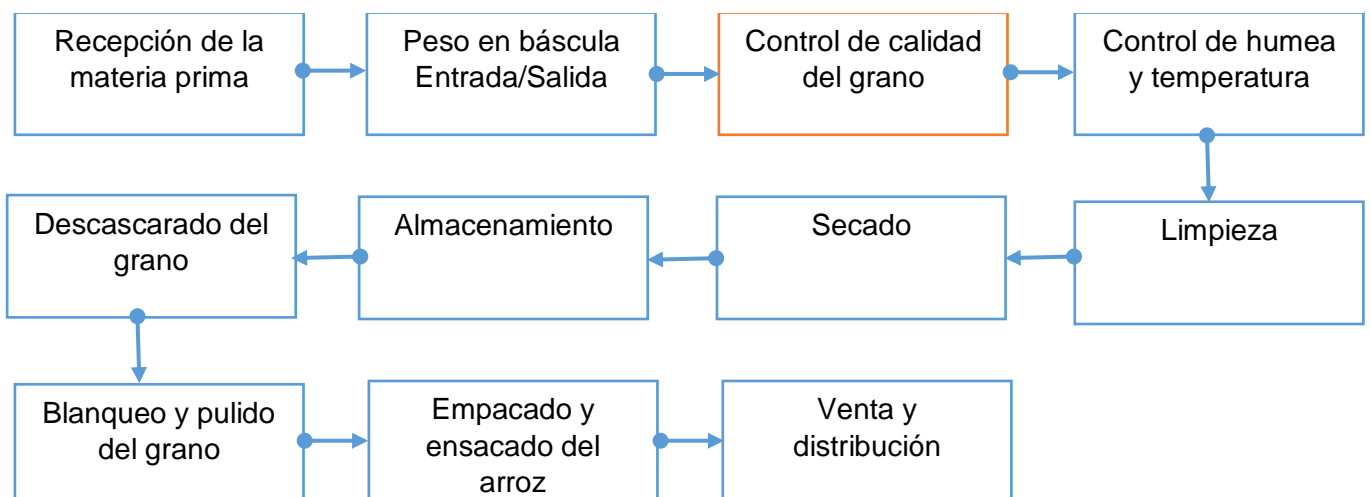 Recepción de la
materia prima
Peso en báscula
Entrada/Salida
Control de calidad
del grano
Control de humea
y temperatura
Limpieza
Secado
Almacenamiento
Descascarado del
grano
Blanqueo y pulido
del grano
Empacado y
ensacado del
arroz
Venta y
distribución